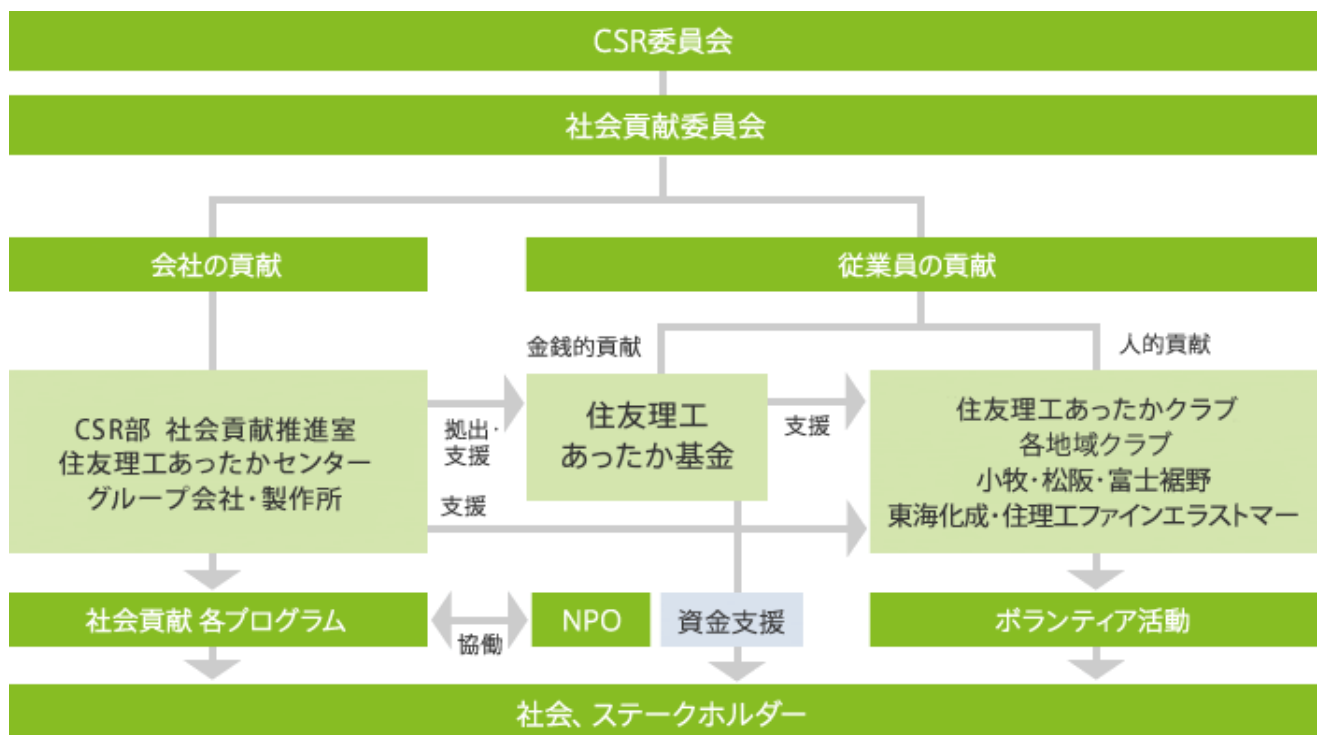 CSR委員会
社会貢献委員会
会社の貢献
従業員の貢献
金銭的貢献
人的貢献
CSR部 社会貢献推進室
住友理工あったかセンター
グループ会社・製作所
拠出・
支援
住友理工
あったか基金
支援
住友理工あったかクラブ
各地域クラブ
小牧・松阪・富士裾野
東海化成・住理工ファインエラストマー
支援
社会貢献 各プログラム
協働
NPO
資金支援
ボランティア活動
社会、ステークホルダー